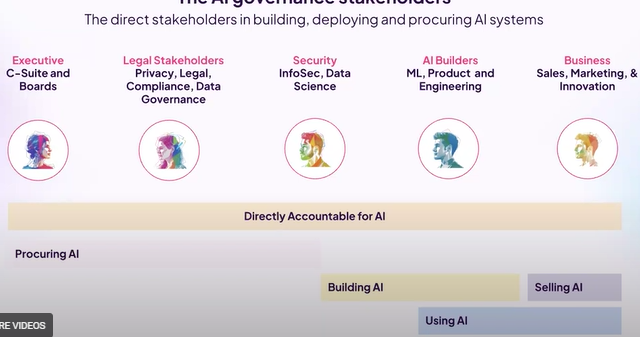 The AI governance stakeholders
The direct stakeholders in building, deploying and procuring AI systems
Executive
C-Suite and
Boards
Legal Stakeholders
Privacy, Legal,
Compliance, Data
Governance
Security
InfoSec, Data
Science
AI Builders
ML, Product and
Engineering
Business
Sales, Marketing, &
Innovation
Directly Accountable for AI
Procuring AI
Building AI
Selling AI
Using AI
RE VIDEOS